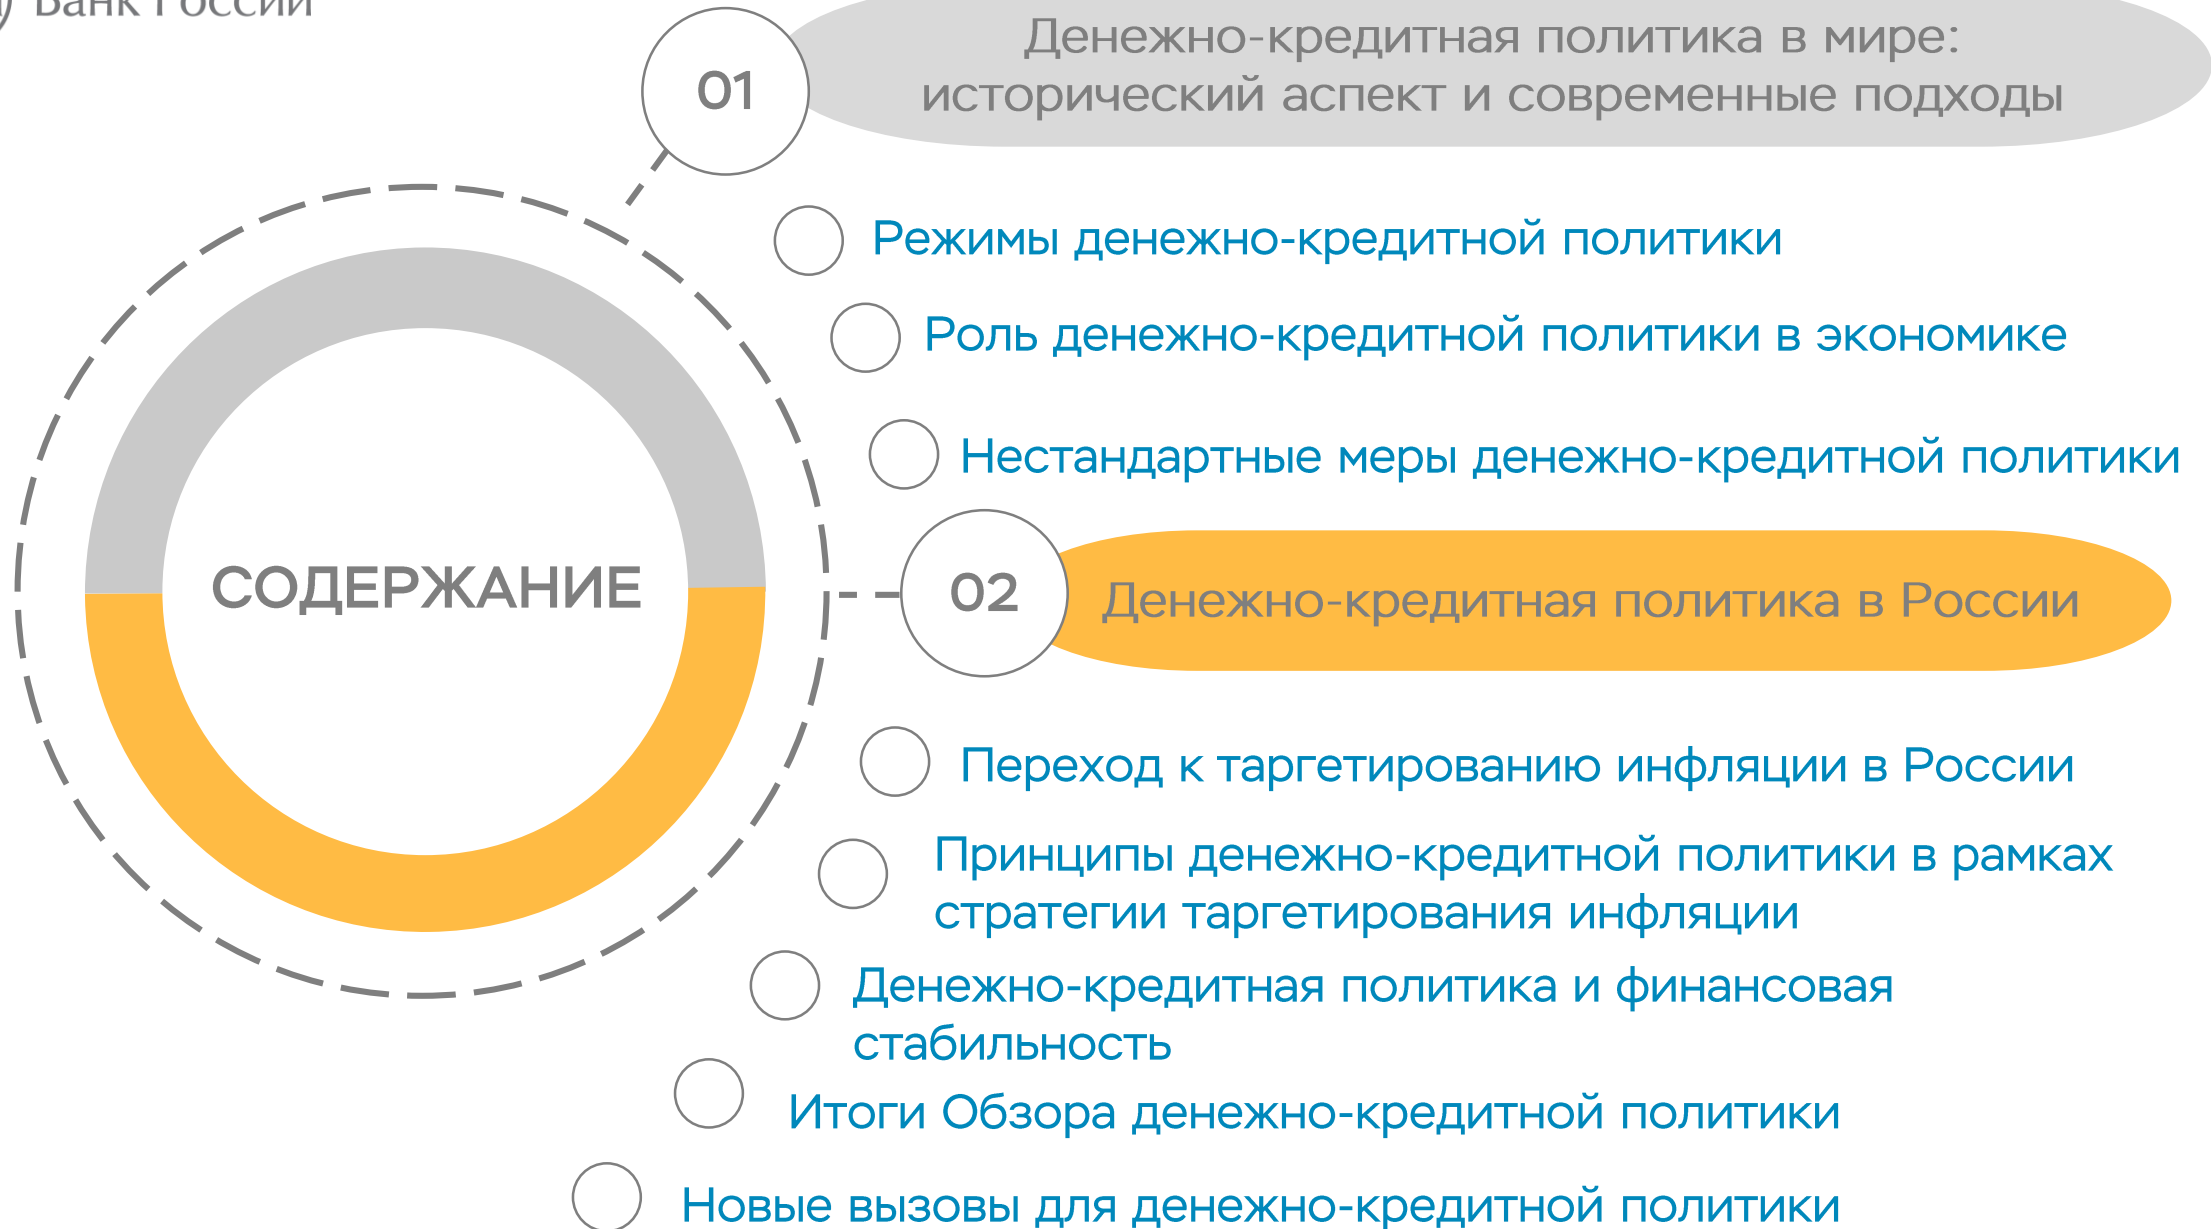 Банк России
01
Денежно-кредитная политика в мире:
исторический аспект и современные подходы
Режимы денежно-кредитной политики
Роль денежно-кредитной политики в экономике
Нестандартные меры денежно-кредитной политики
СОДЕРЖАНИЕ
02
Денежно-кредитная политика в России
Переход к таргетированию инфляции в России
Принципы денежно-кредитной политики в рамках
стратегии таргетирования инфляции
Денежно-кредитная политика и финансовая
стабильность
Итоги Обзора денежно-кредитной политики
Новые вызовы для денежно-кредитной политики